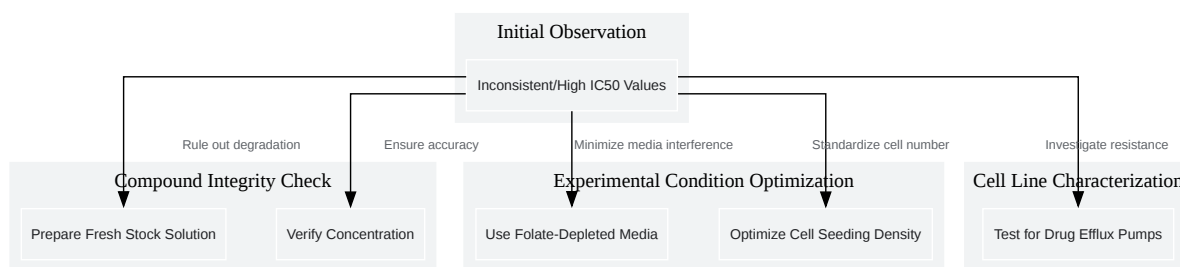 Initial Observation
Inconsistent/High IC50 Values
Rule out degradation
Ensure accuracy
Minimize media interference
Standardize cell number
Investigate resistance
Compound Integrity Check
Experimental Condition Optimization
Cell Line Characterization
Prepare Fresh Stock Solution
Verify Concentration
Use Folate-Depleted Media
Optimize Cell Seeding Density
Test for Drug Efflux Pumps